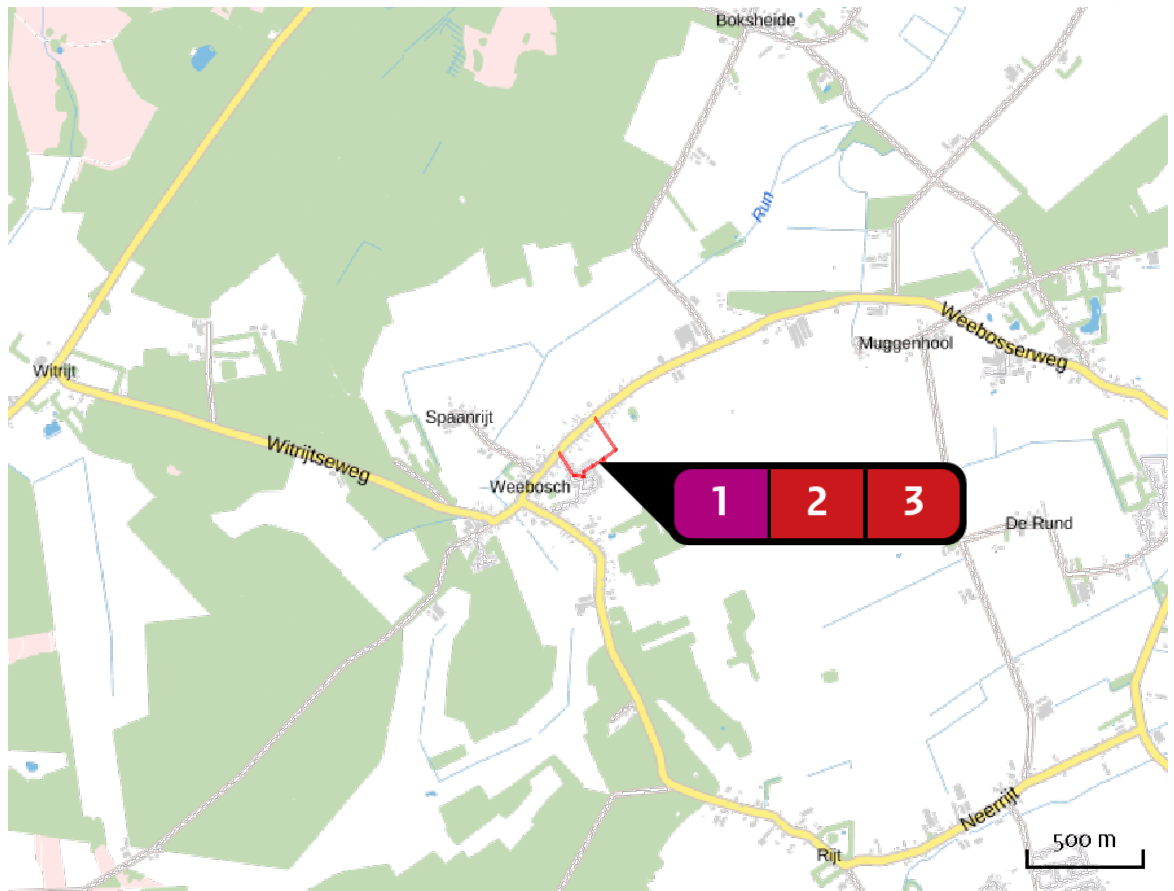 Boksheide
Run
Weebosserweg
Muggenhool
Witrijt
Spaanrijt
Witrijtseweg
Weebosch
1 2 3
De Rund
Neerrijt
500 m
Rijt